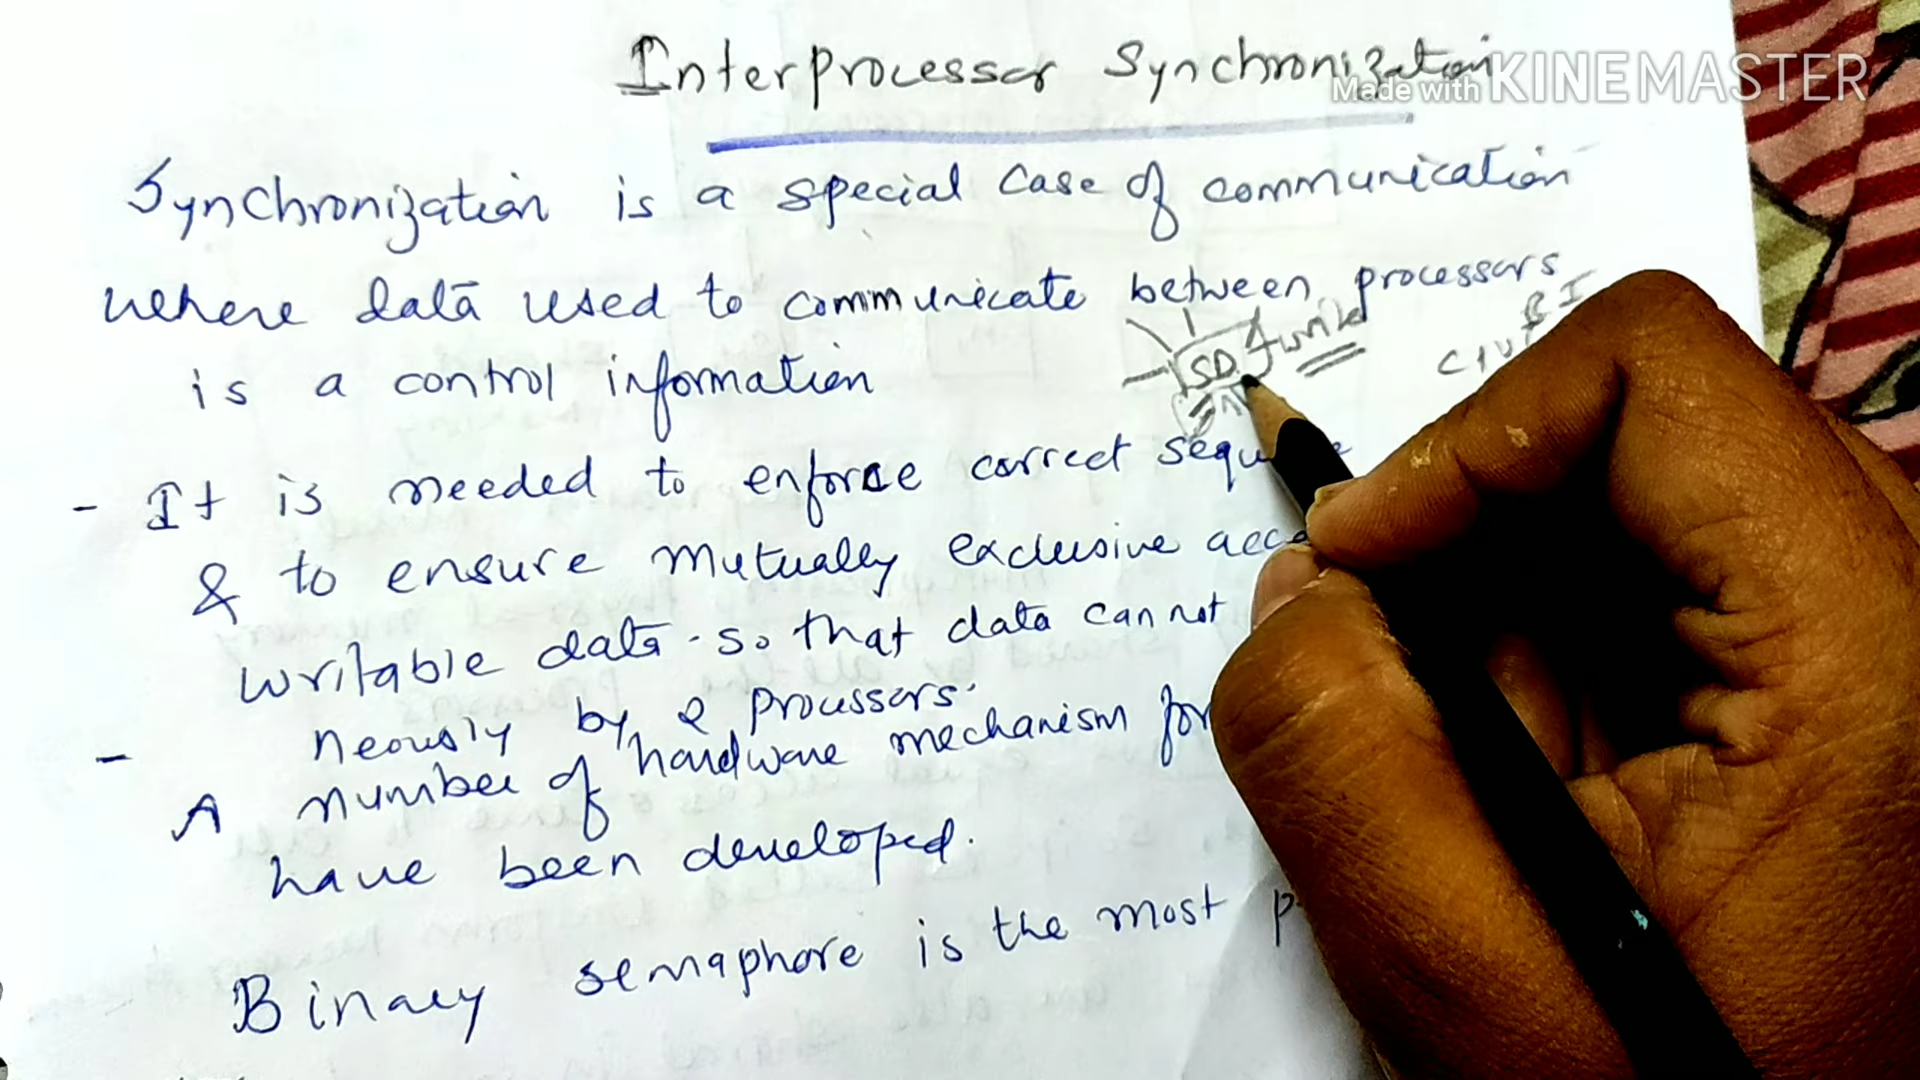 Interprocessor Synchronization
Made with KINEMASTER
Synchronization is a special case of communication
where data used to communicate between processors
is a control information
SD write
- It is needed to enforce correct
& to ensure mutually exclusive
writable data. so that data can not
neously by 2 processors.
- A number of hardware mechanism for
have been developed.
Binary semaphore is the most